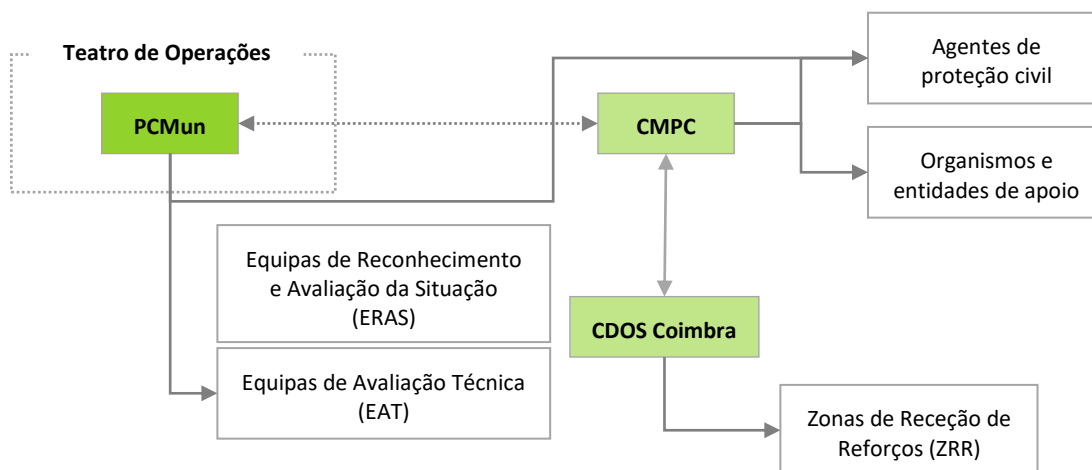 Teatro de Operações
PCMun
CMPC
Agentes de
proteção civil
Organismos e
entidades de apoio
Equipas de Reconhecimento
e Avaliação da Situação
(ERAS)
CDOS Coimbra
Equipas de Avaliação Técnica
(EAT)
Zonas de Receção de
Reforços (ZRR)